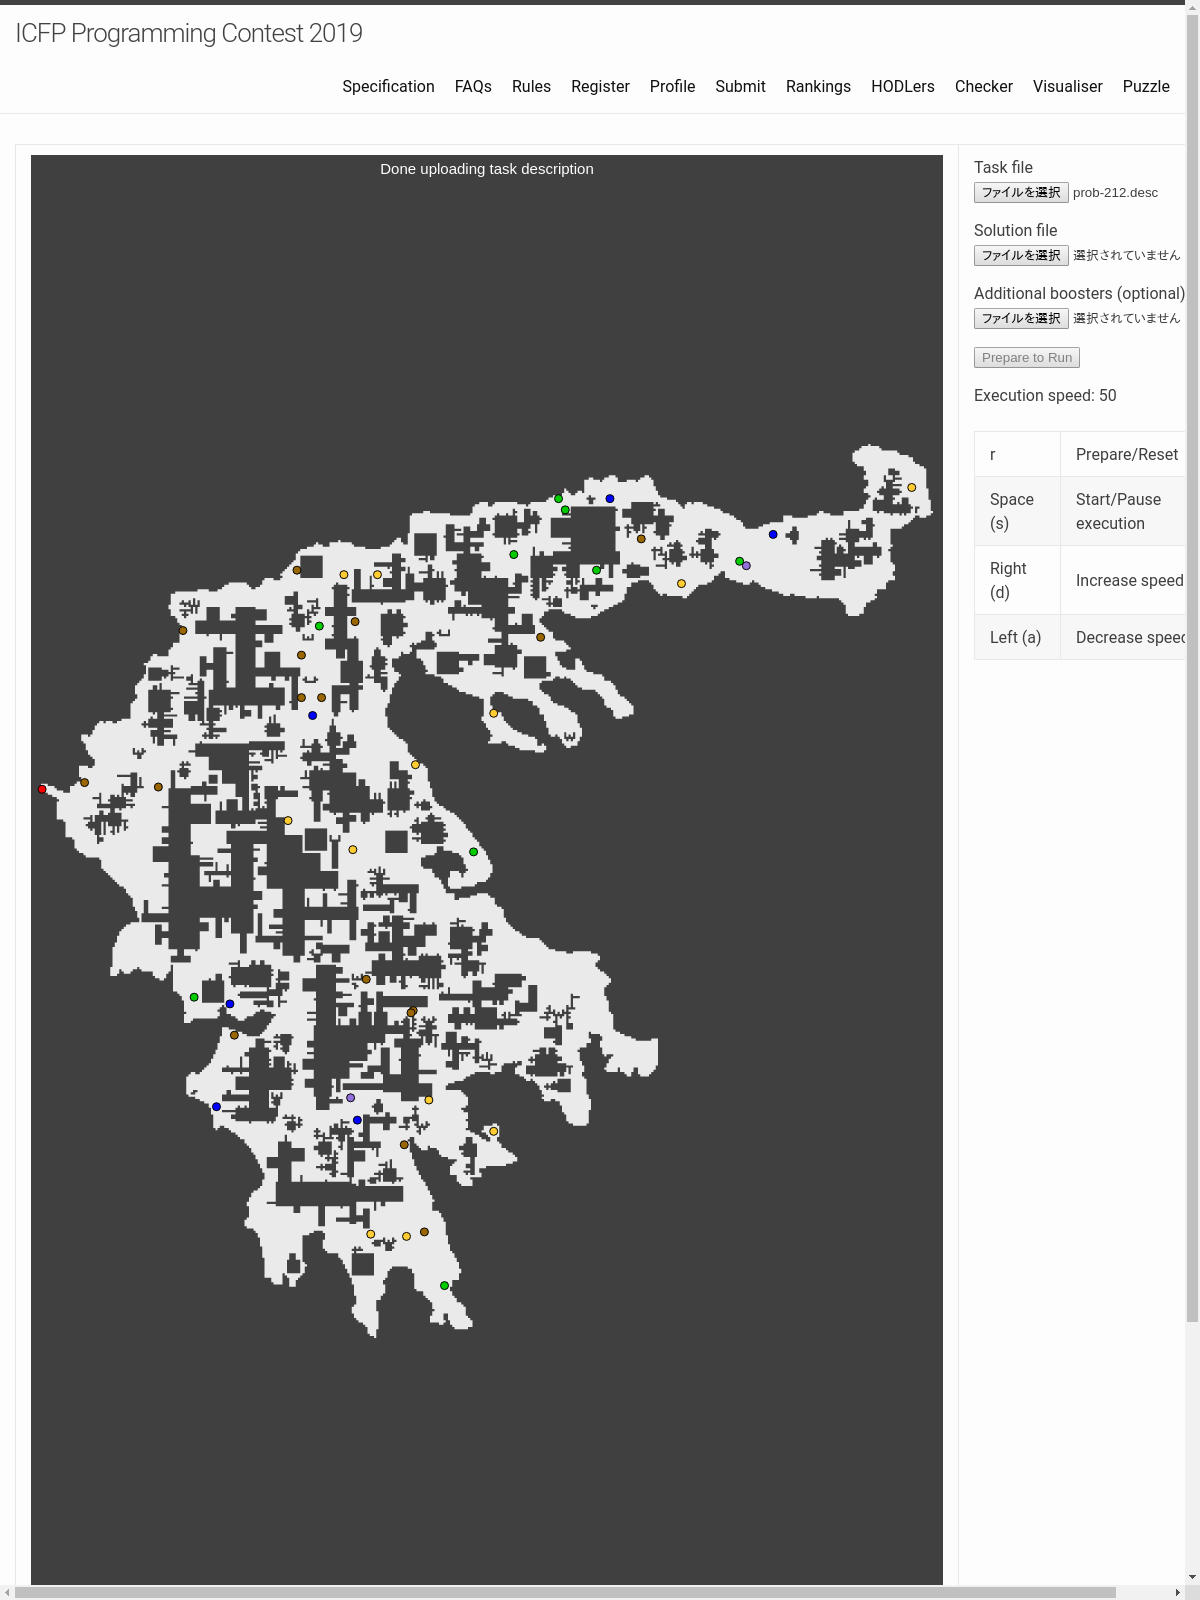 ICFP Programming Contest 2019
Specification FAQs Rules Register Profile Submit Rankings HODLers Checker Visualiser Puzzle
Done uploading task description
Task file
ファイルを選択 prob-212.desc
Solution file
ファイルを選択 選択されていません
Additional boosters (optional)
ファイルを選択 選択されていません
Prepare to Run
Execution speed: 50
r Prepare/Reset
Space (s) Start/Pause execution
Right (d) Increase speed
Left (a) Decrease speed